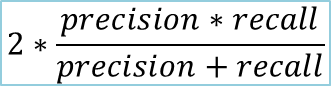 2 * precision * recall / precision + recall